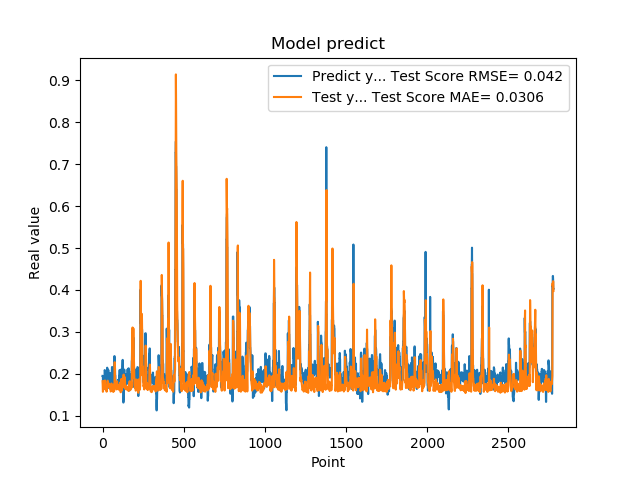 Model predict
Predict y... Test Score RMSE= 0.042
Test y... Test Score MAE= 0.0306
Real value
0.9
0.8
0.7
0.6
0.5
0.4
0.3
0.2
0.1
0 500 1000 1500 2000 2500
Point